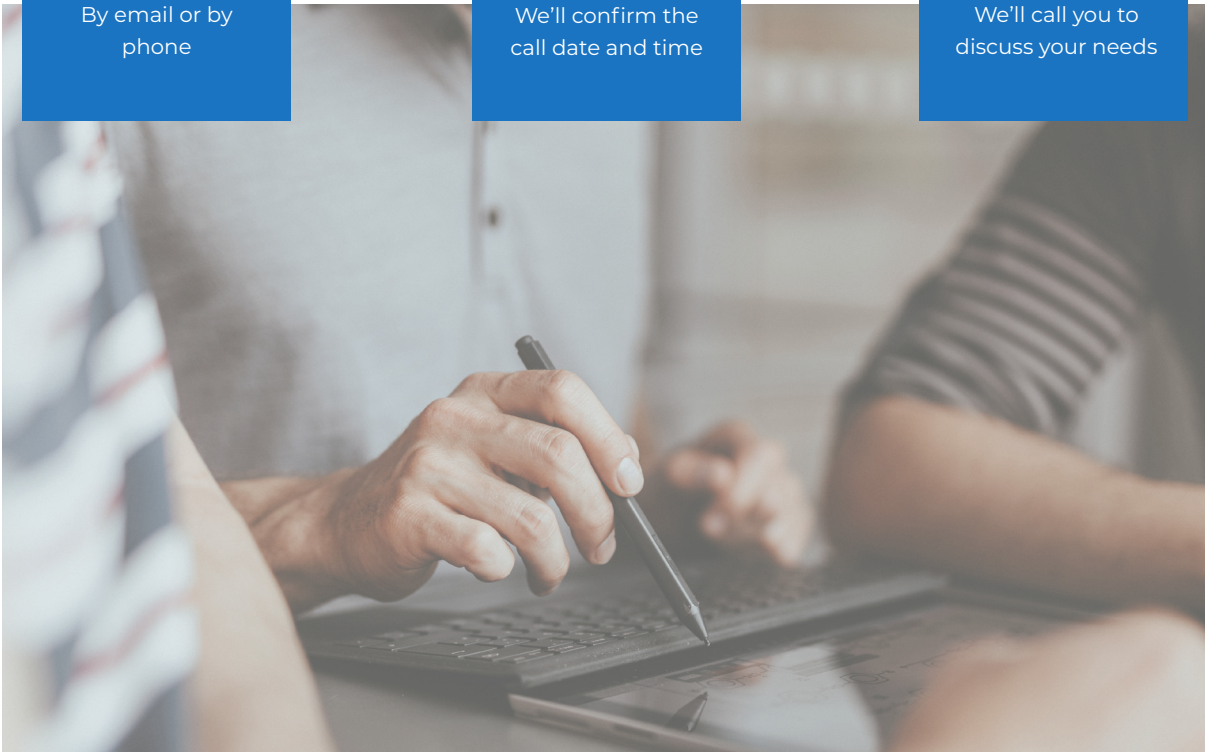 By email or by
phone
We’ll confirm the
call date and time
We’ll call you to
discuss your needs